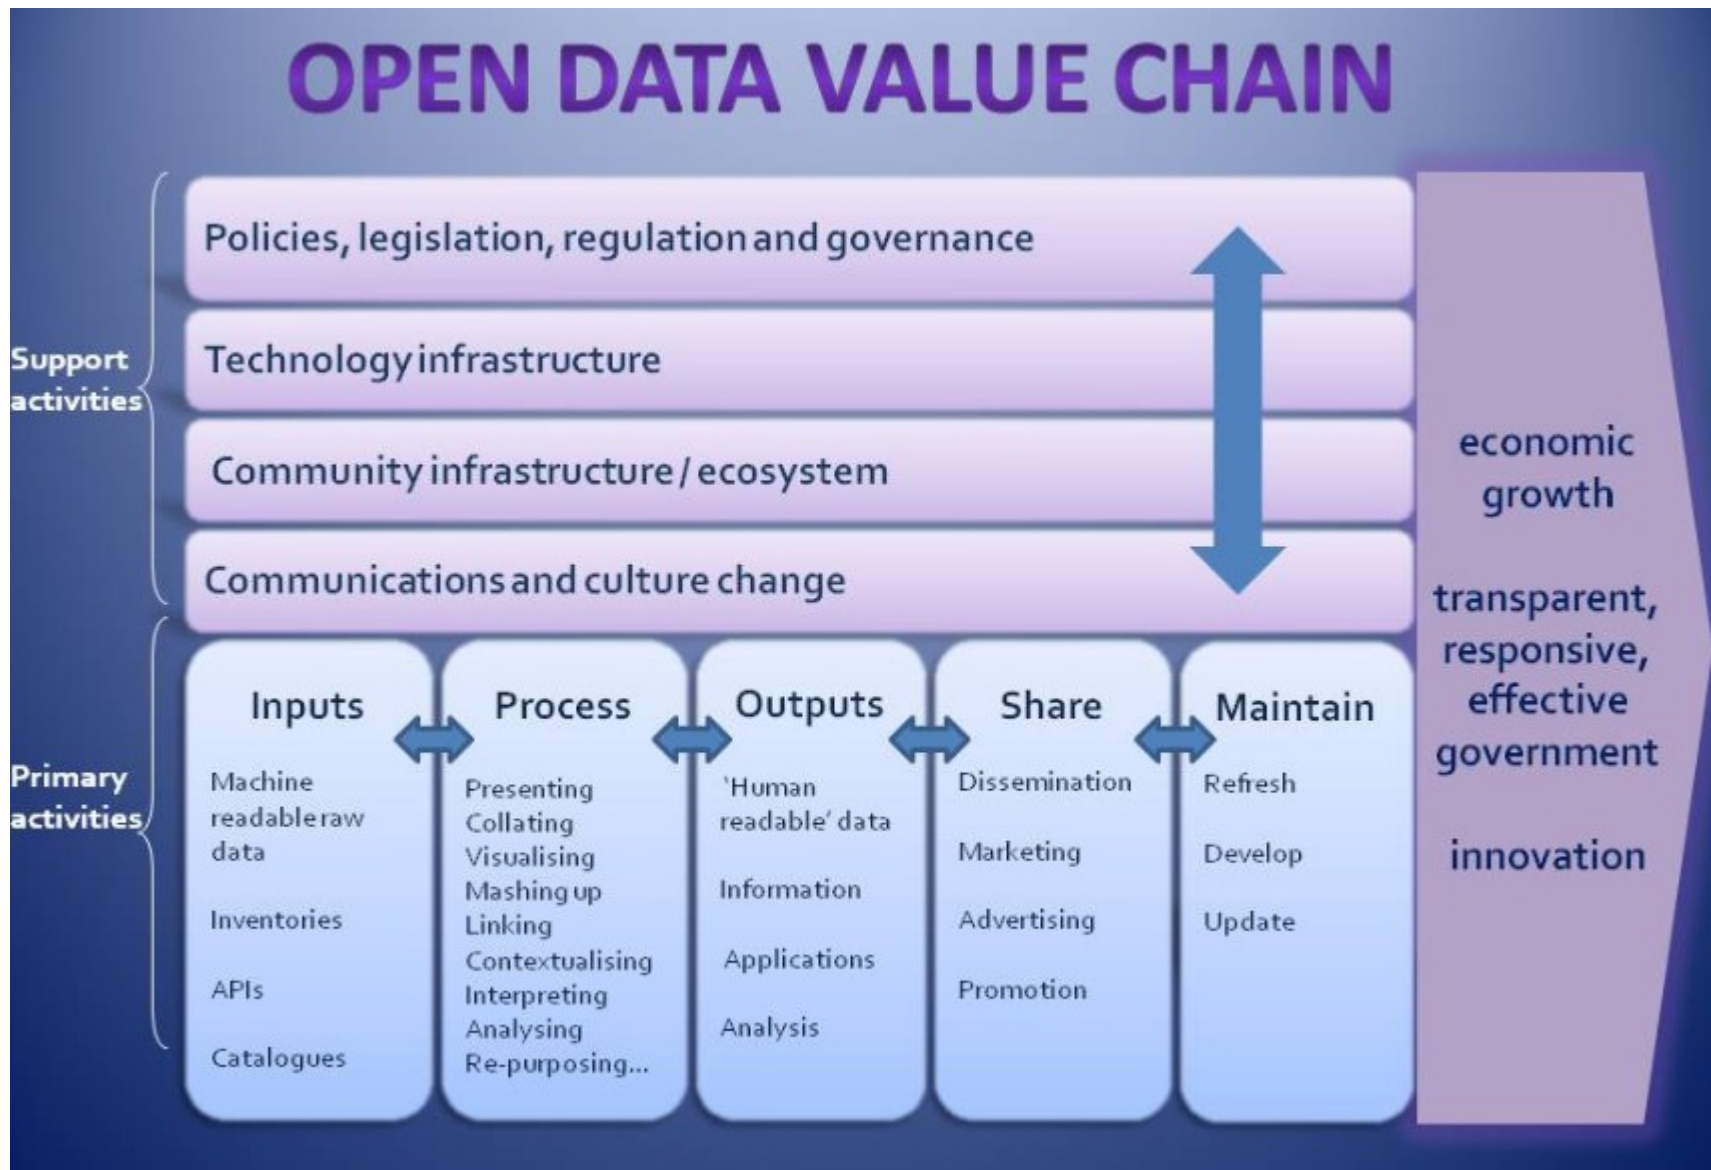 OPEN DATA VALUE CHAIN
Support
activities
Policies, legislation, regulation and governance
Technology infrastructure
Community infrastructure / ecosystem
Communications and culture change
Primary
activities
Inputs
Machine
readable raw
data
Inventories
APIs
Catalogues
Process
Presenting
Collating
Visualising
Mashing up
Linking
Contextualising
Interpreting
Analysing
Re-purposing...
Outputs
‘Human
readable’ data
Information
Applications
Analysis
Share
Dissemination
Marketing
Advertising
Promotion
Maintain
Refresh
Develop
Update
economic
growth
transparent,
responsive,
effective
government
innovation